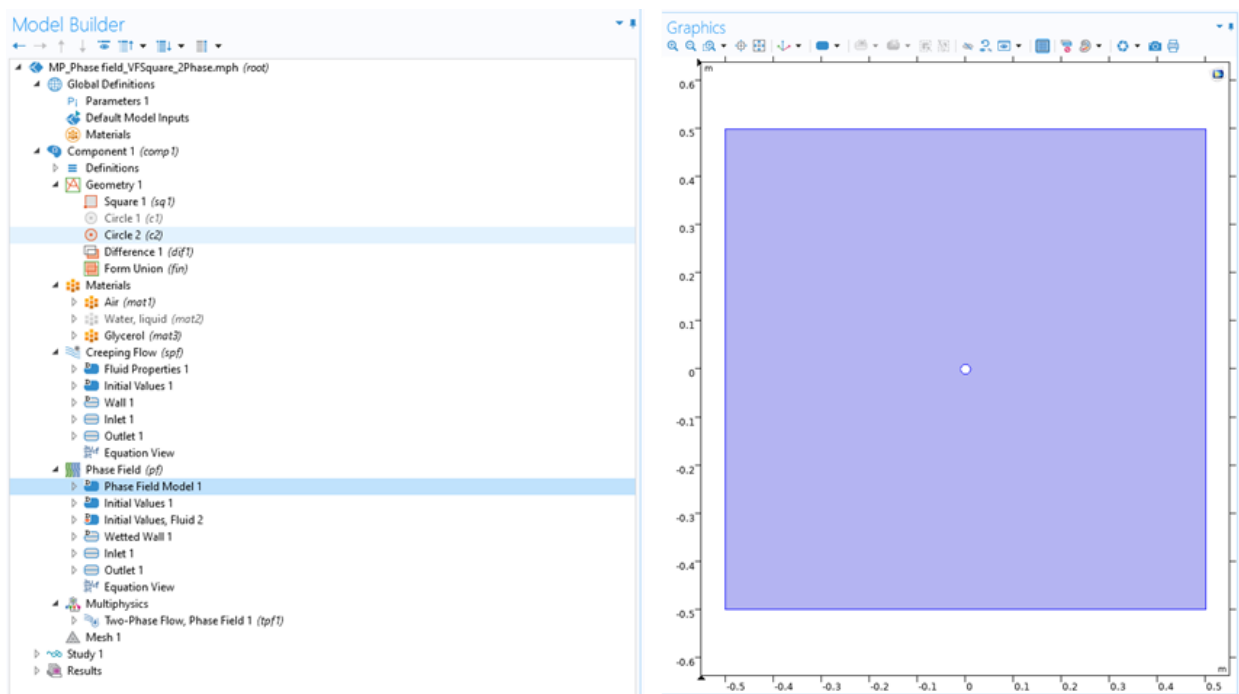 Model Builder
MP_Phase field_VFSquare_2Phase.mph (root)
Global Definitions
Pi Parameters 1
Default Model Inputs
Materials
Component 1 (comp1)
Definitions
Geometry 1
Square 1 (sq1)
Circle 1 (c1)
Circle 2 (c2)
Difference 1 (dif1)
Form Union (fin)
Materials
Air (mat1)
Water, liquid (mat2)
Glycerol (mat3)
Creeping Flow (spf)
Fluid Properties 1
Initial Values 1
Wall 1
Inlet 1
Outlet 1
Equation View
Phase Field (pf)
Phase Field Model 1
Initial Values 1
Initial Values, Fluid 2
Wetted Wall 1
Inlet 1
Outlet 1
Equation View
Multiphysics
Two-Phase Flow, Phase Field 1 (tpf1)
Mesh 1
Study 1
Results
Graphics
m
0.6
0.5
0.4
0.3
0.2
0.1
0
-0.1
-0.2
-0.3
-0.4
-0.5
-0.6
m
-0.5 -0.4 -0.3 -0.2 -0.1 0 0.1 0.2 0.3 0.4 0.5